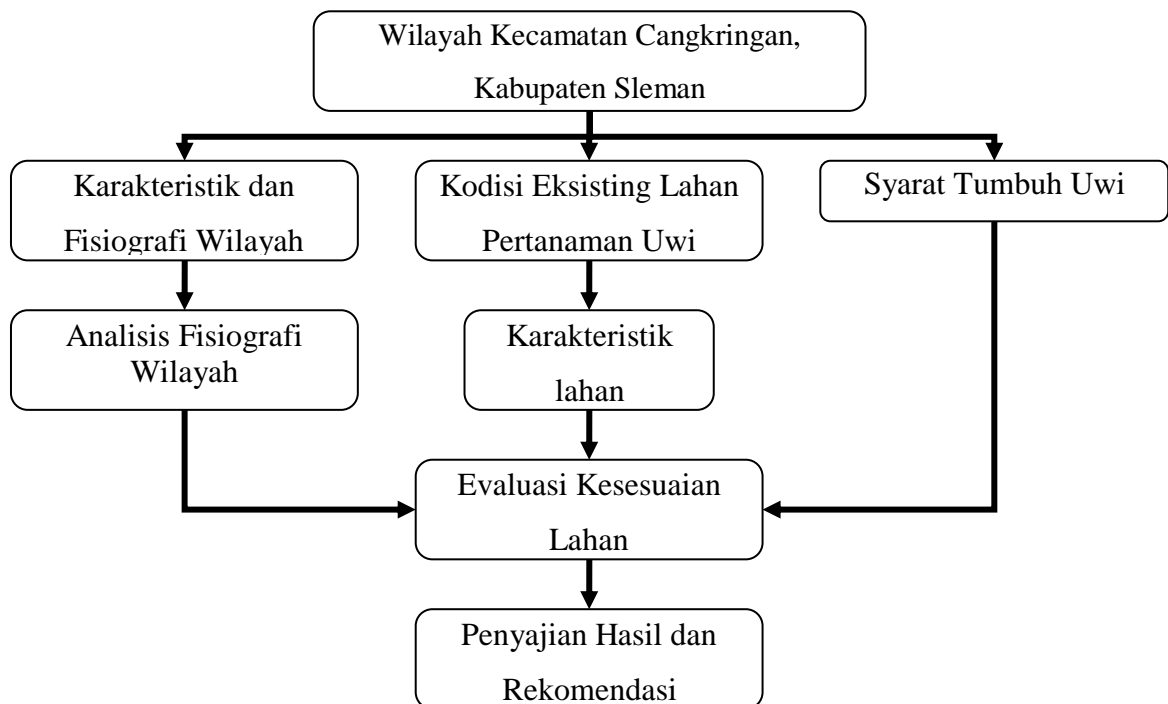 Wilayah Kecamatan Cangkringan,
Kabupaten Sleman
Karakteristik dan
Fisiografi Wilayah
Kodisi Eksisting Lahan
Pertanaman Uwi
Syarat Tumbuh Uwi
Analisis Fisiografi
Wilayah
Karakteristik
lahan
Evaluasi Kesesuaian
Lahan
Penyajian Hasil dan
Rekomendasi